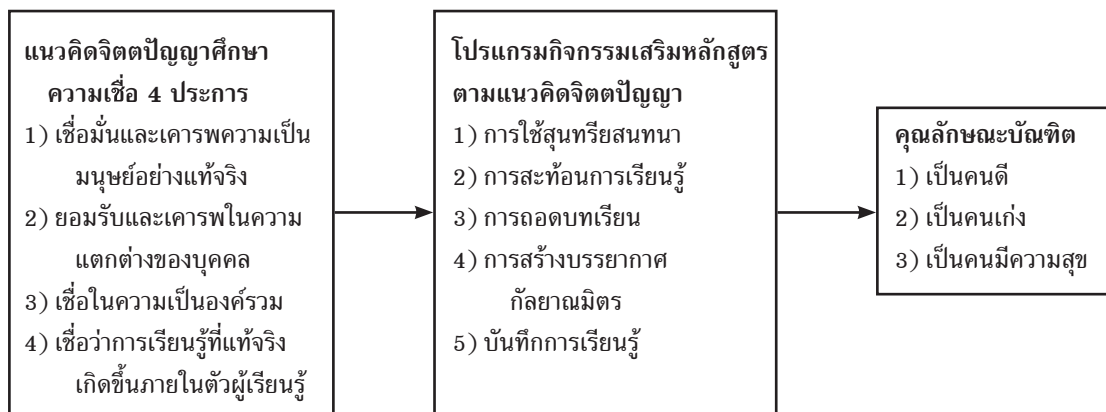 แนวคิดจิตตปัญญาศึกษา
ความเชื่อ 4 ประการ
1) เชื่อมั่นและเคารพความเป็น
มนุษย์อย่างแท้จริง
2) ยอมรับและเคารพในความ
แตกต่างของบุคคล
3) เชื่อในความเป็นองค์รวม
4) เชื่อว่าการเรียนรู้ที่แท้จริง
เกิดขึ้นภายในตัวผู้เรียนรู้
โปรแกรมกิจกรรมเสริมหลักสูตร
ตามแนวคิดจิตตปัญญา
1) การใช้สุนทรียสนทนา
2) การสะท้อนการเรียนรู้
3) การถอดบทเรียน
4) การสร้างบรรยากาศ
กัลยาณมิตร
5) บันทึกการเรียนรู้
คุณลักษณะบัณฑิต
1) เป็นคนดี
2) เป็นคนเก่ง
3) เป็นคนมีความสุข